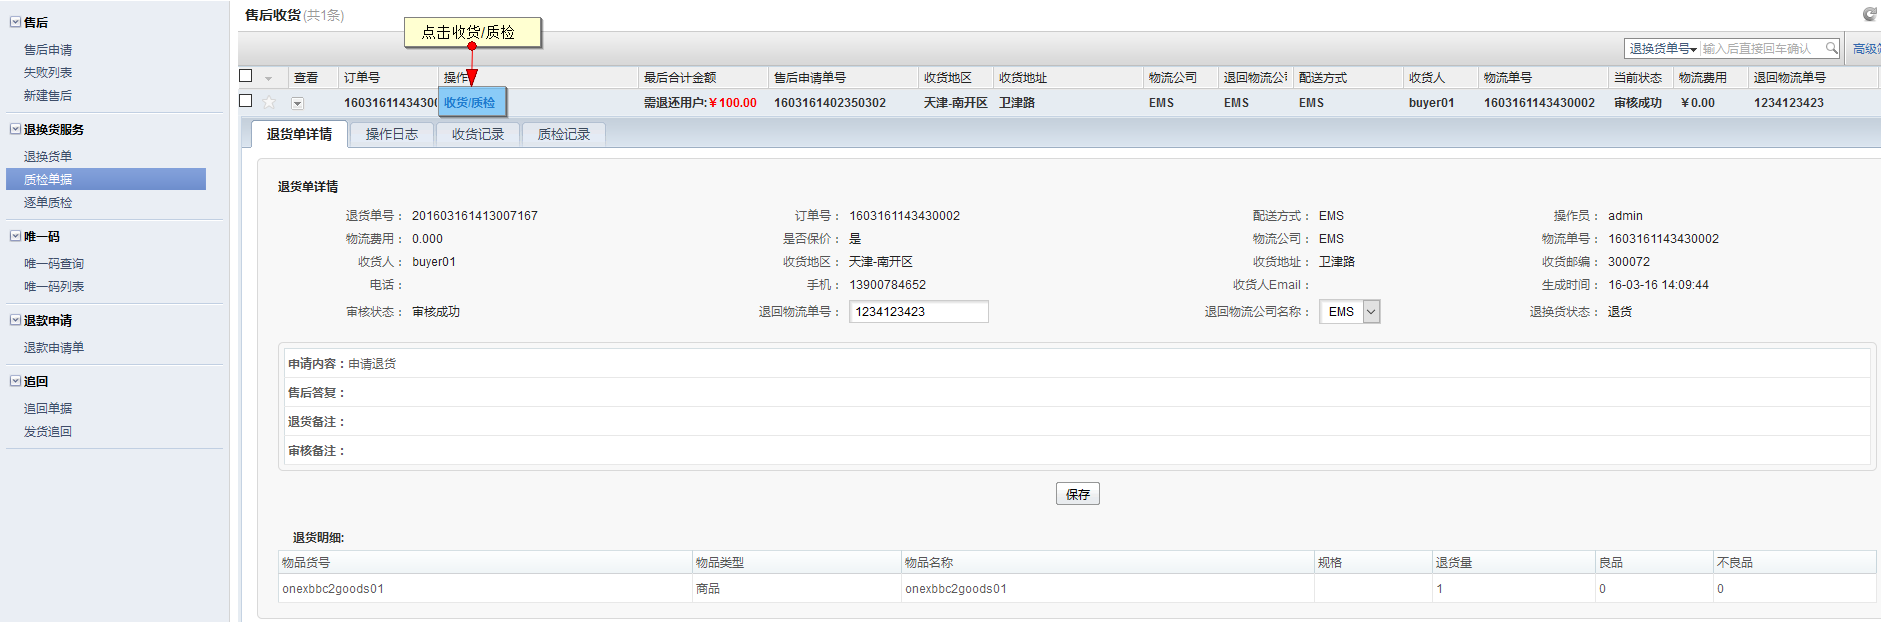 售后
售后申请
失败列表
新建售后
退换货服务
退换货单
质检单据
逐单质检
唯一码
唯一码查询
唯一码列表
退款申请
退款申请单
追回
追回单据
发货追回
售后收货(共1条)
点击收货/质检
退换货单号 输入后直接回车确认
查看 订单号 操作 最后合计金额 售后申请单号 收货地区 收货地址 物流公司 退回物流公 配送方式 收货人 物流单号 当前状态 物流费用 退回物流单号
16031611434300 收货/质检 需退还用户:￥100.00 1603161402350302 天津-南开区 卫津路 EMS EMS EMS buyer01 1603161143430002 审核成功 ￥0.00 1234123423
退货单详情 操作日志 收货记录 质检记录
退货单详情
退货单号： 201603161413007167 订单号： 1603161143430002 配送方式： EMS 操作员： admin
物流费用： 0.000 是否保价： 是 物流公司： EMS 物流单号： 1603161143430002
收货人： buyer01 收货地区： 天津-南开区 收货地址： 卫津路 收货邮编： 300072
电话： 手机： 13900784652 收货人Email： 生成时间： 16-03-16 14:09:44
审核状态： 审核成功 退回物流单号： 1234123423 退回物流公司名称： EMS 退换货状态： 退货
申请内容：申请退货
售后答复：
退货备注：
审核备注：
保存
退货明细:
物品货号 物品类型 物品名称 规格 退货量 良品 不良品
onexbbc2goods01 商品 onexbbc2goods01 1 0 0